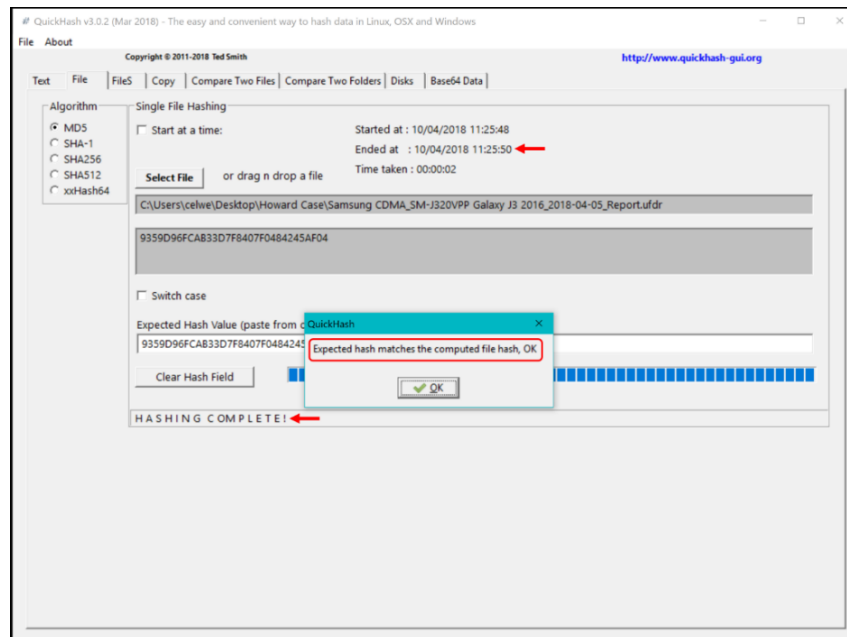 QuickHash v3.0.2 (Mar 2018) - The easy and convenient way to hash data in Linux, OSX and Windows
File About
Copyright © 2011-2018 Ted Smith http://www.quickhash-gui.org
Text File FileS Copy Compare Two Files Compare Two Folders Disks Base64 Data
Algorithm
MD5
SHA-1
SHA256
SHA512
xxHash64
Single File Hashing
Start at a time: Started at : 10/04/2018 11:25:48
Ended at : 10/04/2018 11:25:50
Select File or drag n drop a file Time taken : 00:00:02
C:\Users\celwe\Desktop\Howard Case\Samsung CDMA_SM-J320VPP Galaxy J3 2016_2018-04-05_Report.ufdr
9359D96FCAB33D7F8407F0484245AF04
Switch case
Expected Hash Value (paste from
9359D96FCAB33D7F8407F0484245
QuickHash
Expected hash matches the computed file hash, OK
OK
Clear Hash Field
HASHING COMPLETE!